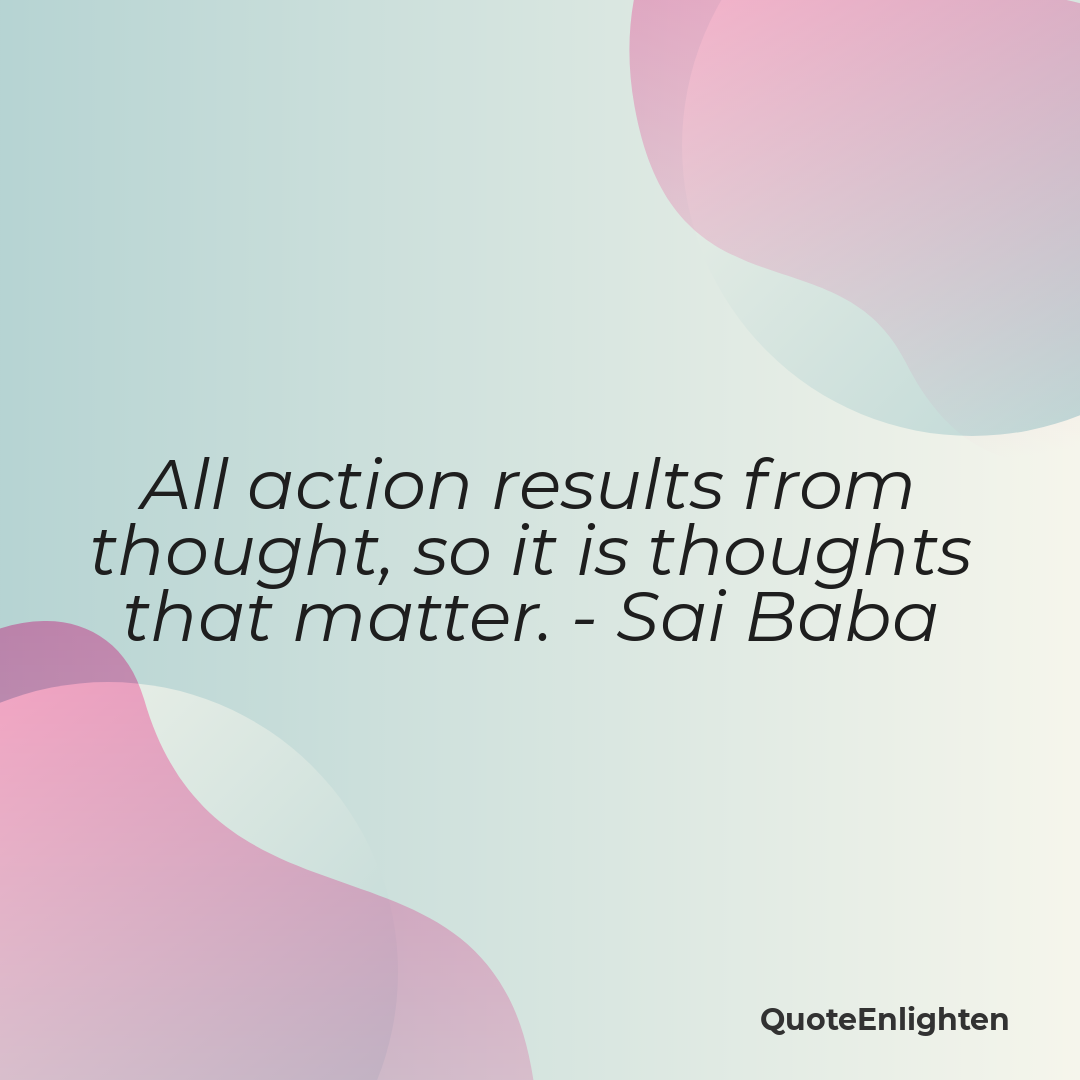 All action results from
thought, so it is thoughts
that matter. - Sai Baba
QuoteEnlighten